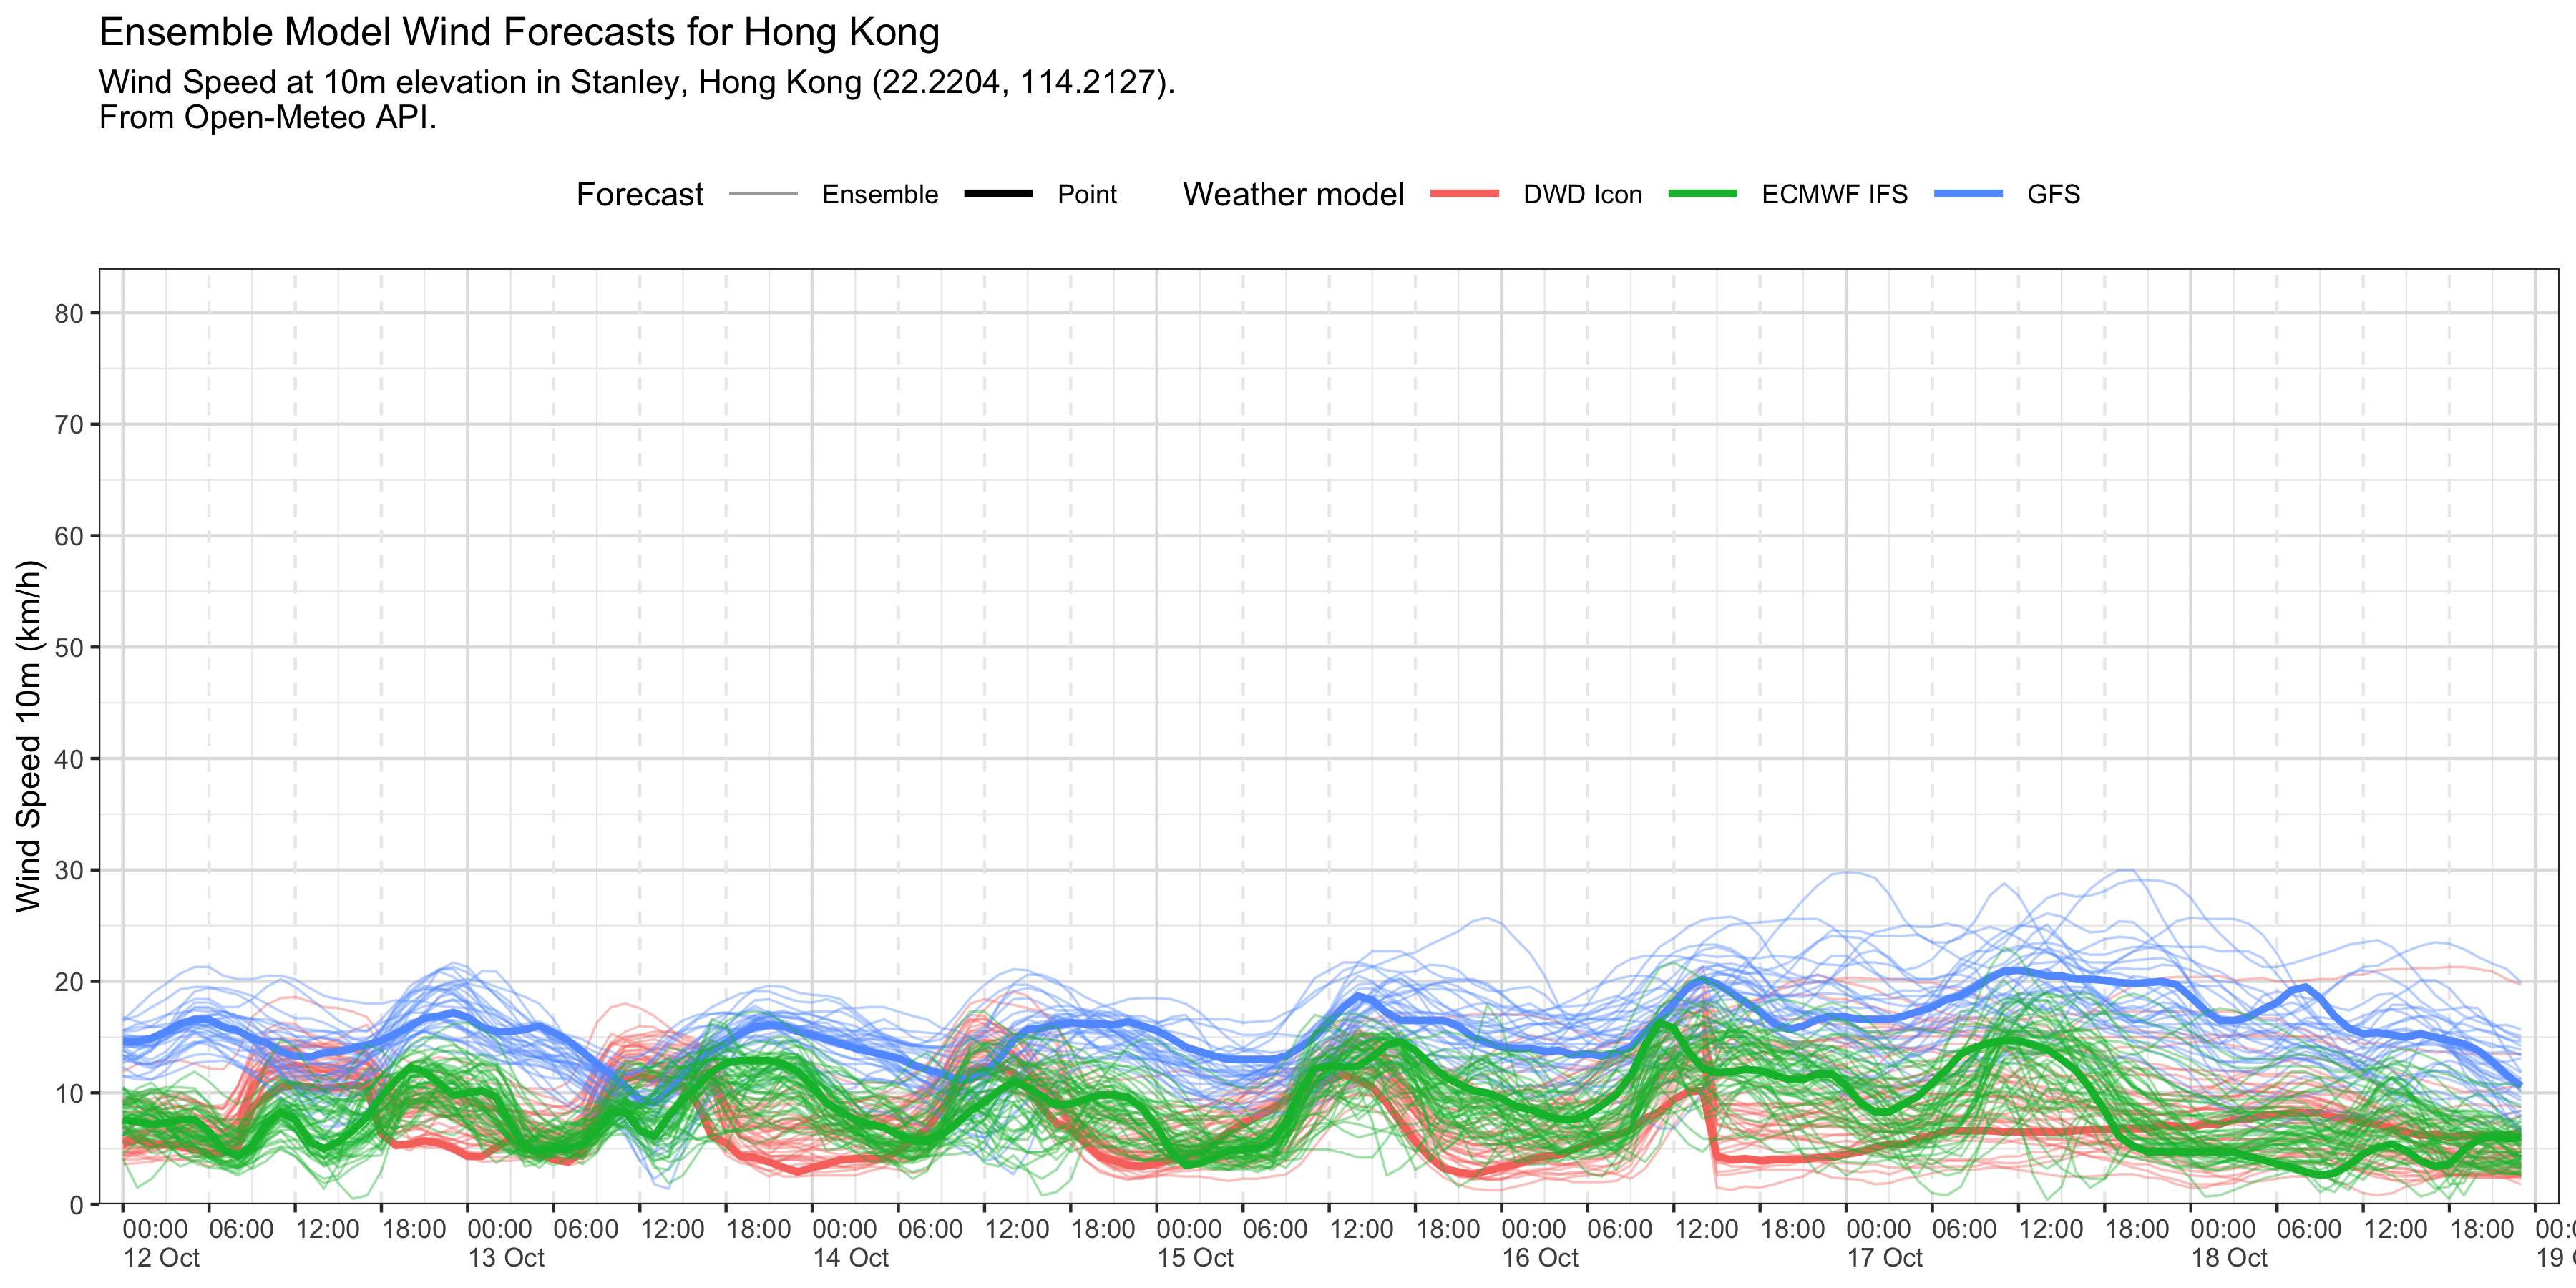 Ensemble Model Wind Forecasts for Hong Kong
Wind Speed at 10m elevation in Stanley, Hong Kong (22.2204, 114.2127).
From Open-Meteo API.
Forecast Ensemble Point Weather model DWD Icon ECMWF IFS GFS
Wind Speed 10m (km/h)
80
70
60
50
40
30
20
10
0
00:00 06:00 12:00 18:00 00:00 06:00 12:00 18:00 00:00 06:00 12:00 18:00 00:00 06:00 12:00 18:00 00:00 06:00 12:00 18:00 00:00 06:00 12:00 18:00 00:00 06:00 12:00 18:00 00:0
12 Oct 13 Oct 14 Oct 15 Oct 16 Oct 17 Oct 18 Oct 19